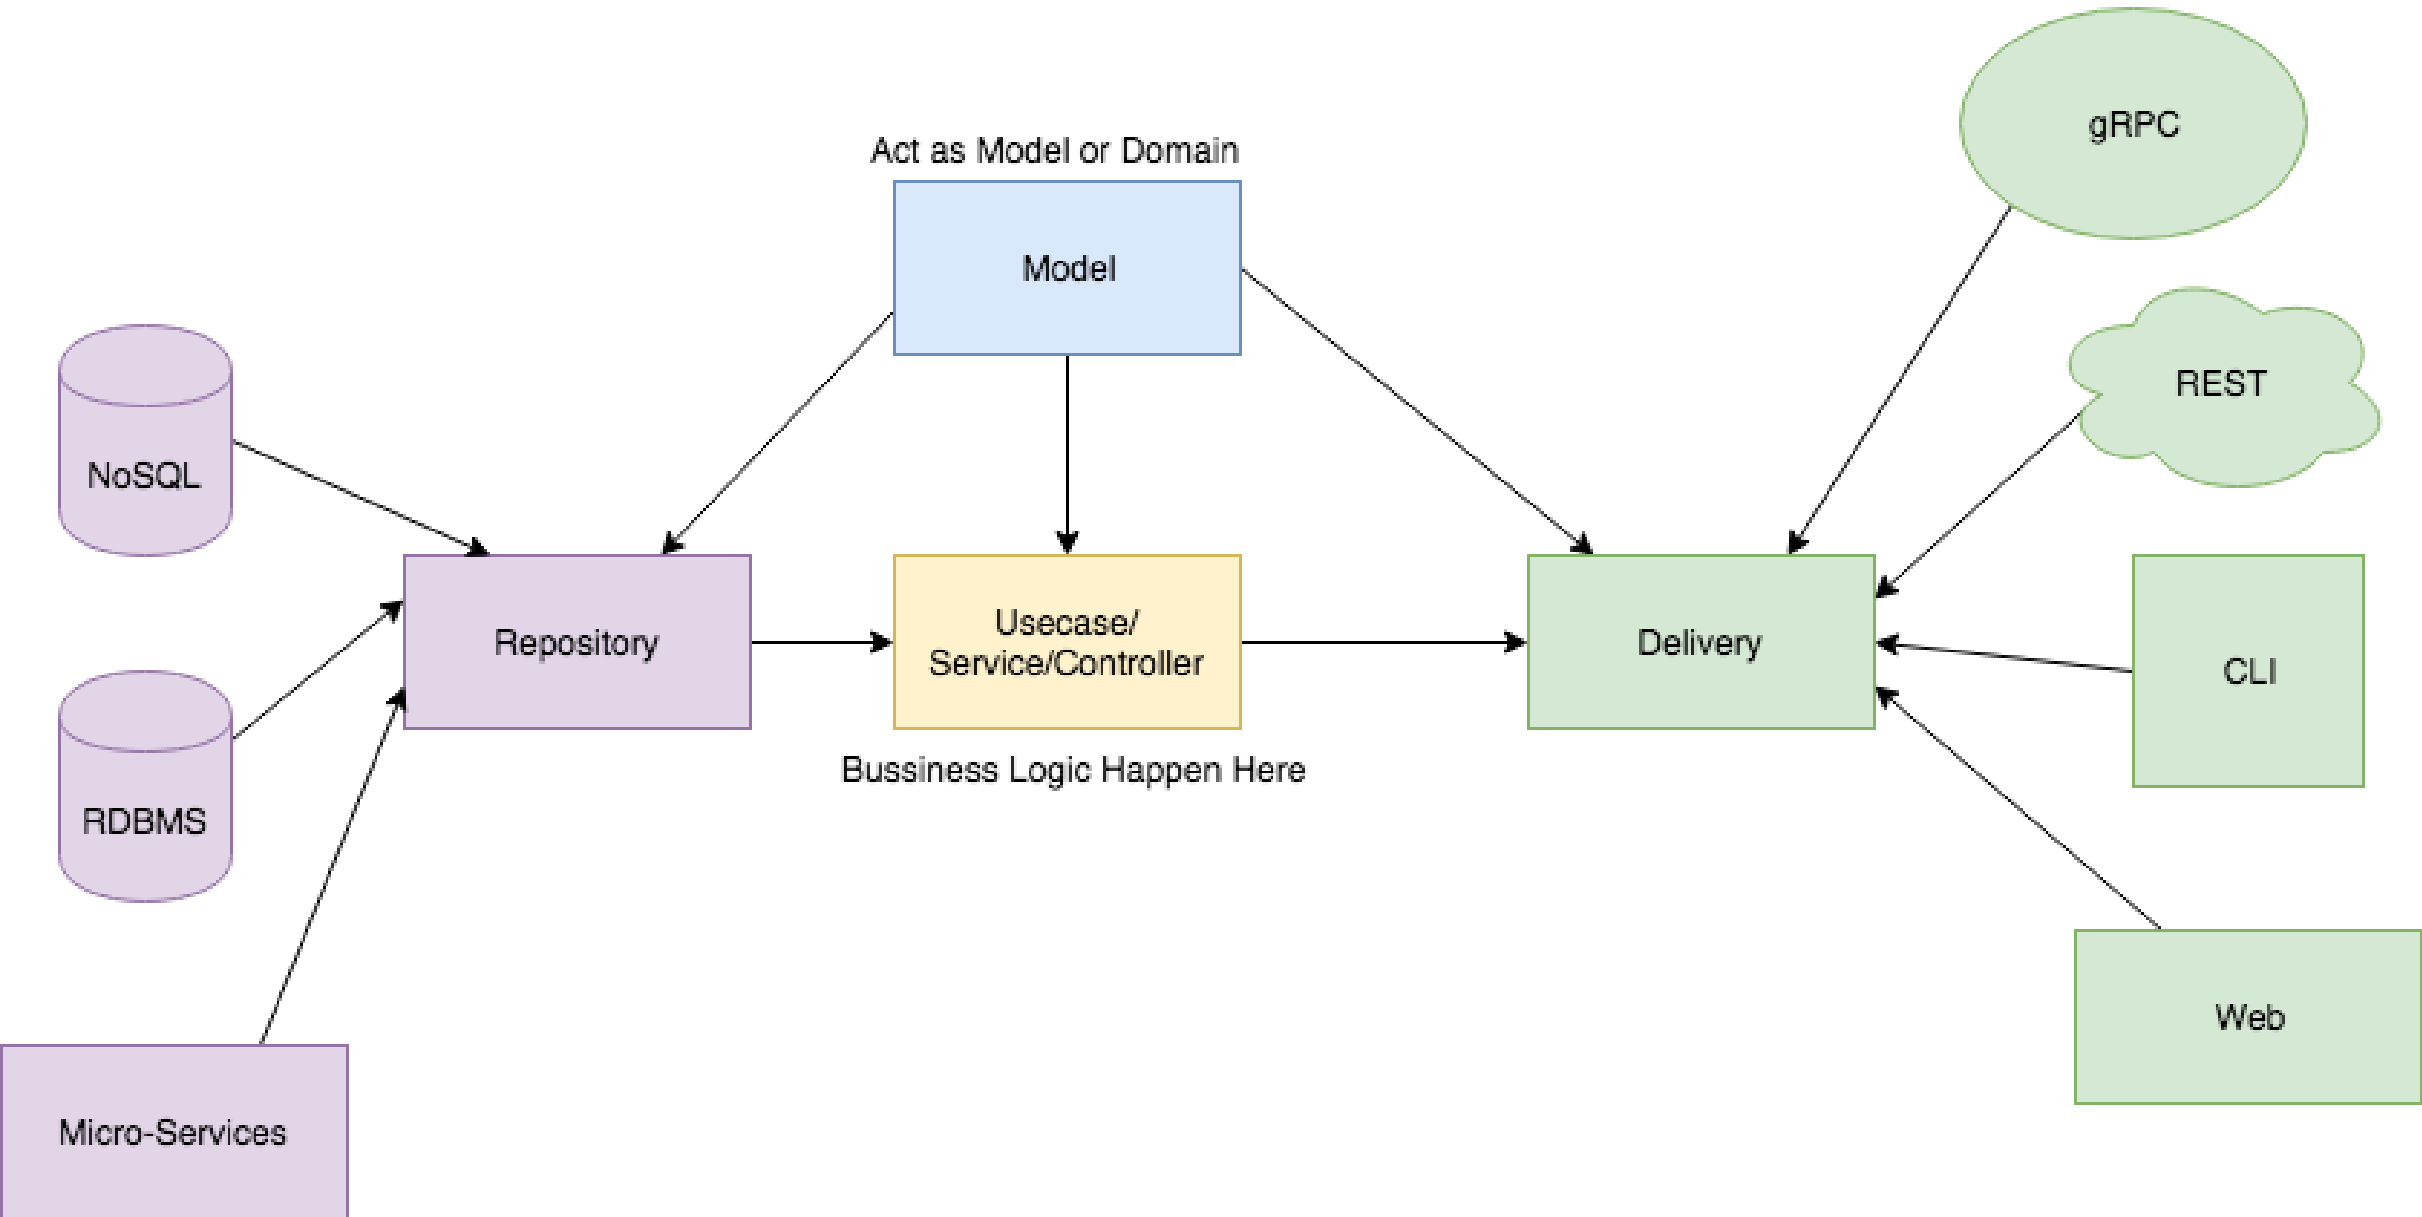 gRPC
Act as Model or Domain
Model
REST
NoSQL
Repository
Usecase/
Service/Controller
Delivery
CLI
Bussiness Logic Happen Here
RDBMS
Web
Micro-Services